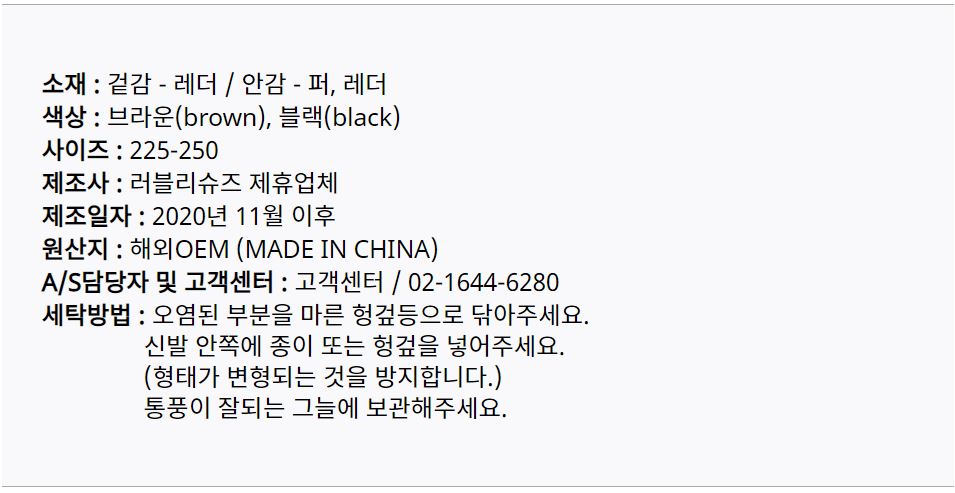 소재 : 겉감 - 레더 / 안감 - 퍼, 레더
색상 : 브라운(brown), 블랙(black)
사이즈 : 225-250
제조사 : 러블리슈즈 제휴업체
제조일자 : 2020년 11월 이후
원산지 : 해외OEM (MADE IN CHINA)
A/S담당자 및 고객센터 : 고객센터 / 02-1644-6280
세탁방법 : 오염된 부분을 마른 헝겊등으로 닦아주세요.
신발 안쪽에 종이 또는 헝겊을 넣어주세요.
(형태가 변형되는 것을 방지합니다.)
통풍이 잘되는 그늘에 보관해주세요.